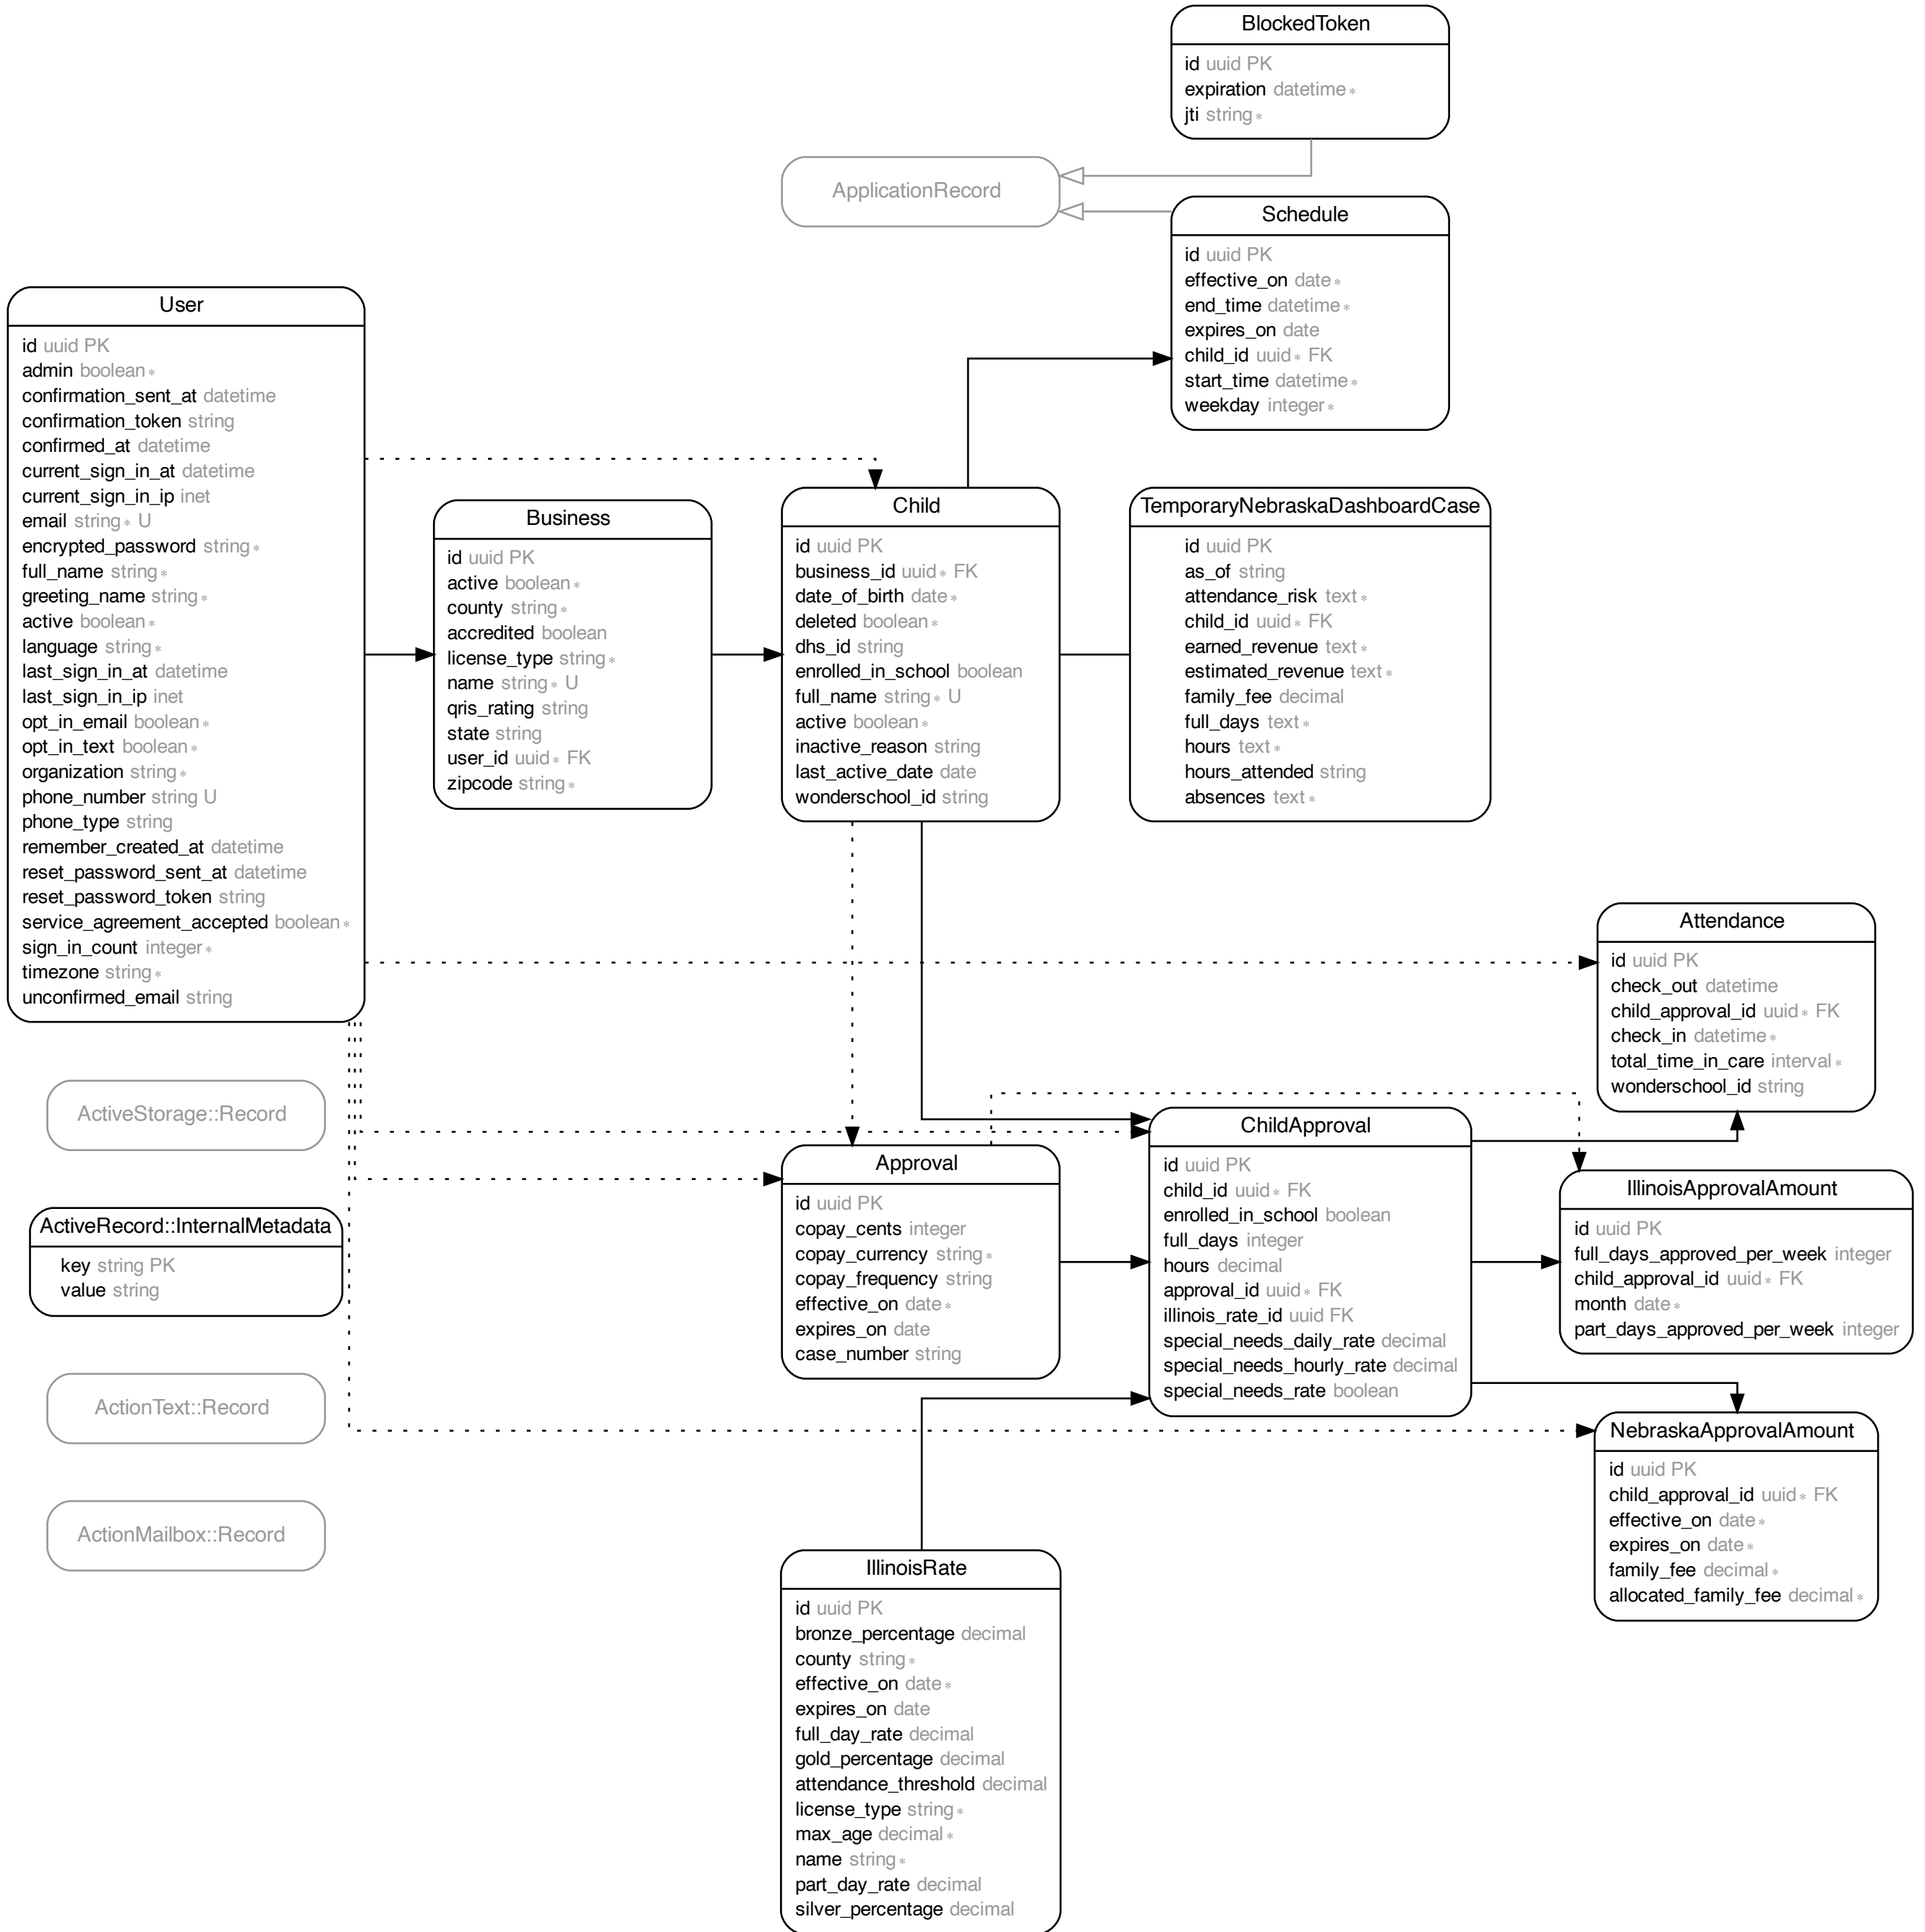 BlockedToken
id uuid PK
expiration datetime *
jti string *
ApplicationRecord
Schedule
id uuid PK
effective_on date *
end_time datetime *
expires_on date
child_id uuid * FK
start_time datetime *
weekday integer *
User
id uuid PK
admin boolean *
confirmation_sent_at datetime
confirmation_token string
confirmed_at datetime
current_sign_in_at datetime
current_sign_in_ip inet
email string * U
encrypted_password string *
full_name string *
greeting_name string *
active boolean *
language string *
last_sign_in_at datetime
last_sign_in_ip inet
opt_in_email boolean *
opt_in_text boolean *
organization string *
phone_number string U
phone_type string
remember_created_at datetime
reset_password_sent_at datetime
reset_password_token string
service_agreement_accepted boolean *
sign_in_count integer *
timezone string *
unconfirmed_email string
Business
id uuid PK
active boolean *
county string *
accredited boolean
license_type string *
name string * U
qris_rating string
state string
user_id uuid * FK
zipcode string *
Child
id uuid PK
business_id uuid * FK
date_of_birth date *
deleted boolean *
dhs_id string
enrolled_in_school boolean
full_name string * U
active boolean *
inactive_reason string
last_active_date date
wonderschool_id string
TemporaryNebraskaDashboardCase
id uuid PK
as_of string
attendance_risk text *
child_id uuid * FK
earned_revenue text *
estimated_revenue text *
family_fee decimal
full_days text *
hours text *
hours_attended string
absences text *
Attendance
id uuid PK
check_out datetime
child_approval_id uuid * FK
check_in datetime *
total_time_in_care interval *
wonderschool_id string
ActiveStorage::Record
ActiveRecord::InternalMetadata
key string PK
value string
ActionText::Record
ActionMailbox::Record
Approval
id uuid PK
copay_cents integer
copay_currency string *
copay_frequency string
effective_on date *
expires_on date
case_number string
ChildApproval
id uuid PK
child_id uuid * FK
enrolled_in_school boolean
full_days integer
hours decimal
approval_id uuid * FK
illinois_rate_id uuid FK
special_needs_daily_rate decimal
special_needs_hourly_rate decimal
special_needs_rate boolean
IllinoisApprovalAmount
id uuid PK
full_days_approved_per_week integer
child_approval_id uuid * FK
month date *
part_days_approved_per_week integer
NebraskaApprovalAmount
id uuid PK
child_approval_id uuid * FK
effective_on date *
expires_on date *
family_fee decimal *
allocated_family_fee decimal *
IllinoisRate
id uuid PK
bronze_percentage decimal
county string *
effective_on date *
expires_on date
full_day_rate decimal
gold_percentage decimal
attendance_threshold decimal
license_type string *
max_age decimal *
name string *
part_day_rate decimal
silver_percentage decimal